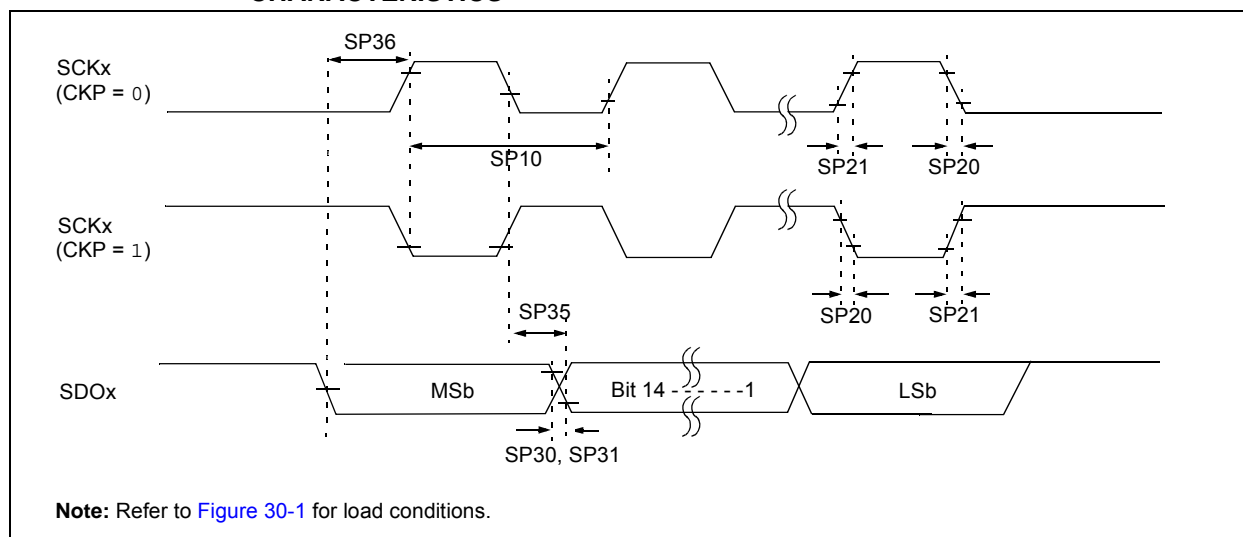 CHARACTERISTICS
SP36
SCKx
(CKP = 0)
SP10
SP21
SP20
SCKx
(CKP = 1)
SP35
SP20
SP21
SDOx
MSb
Bit 14 - - - - - -1
LSb
SP30, SP31
Note: Refer to Figure 30-1 for load conditions.